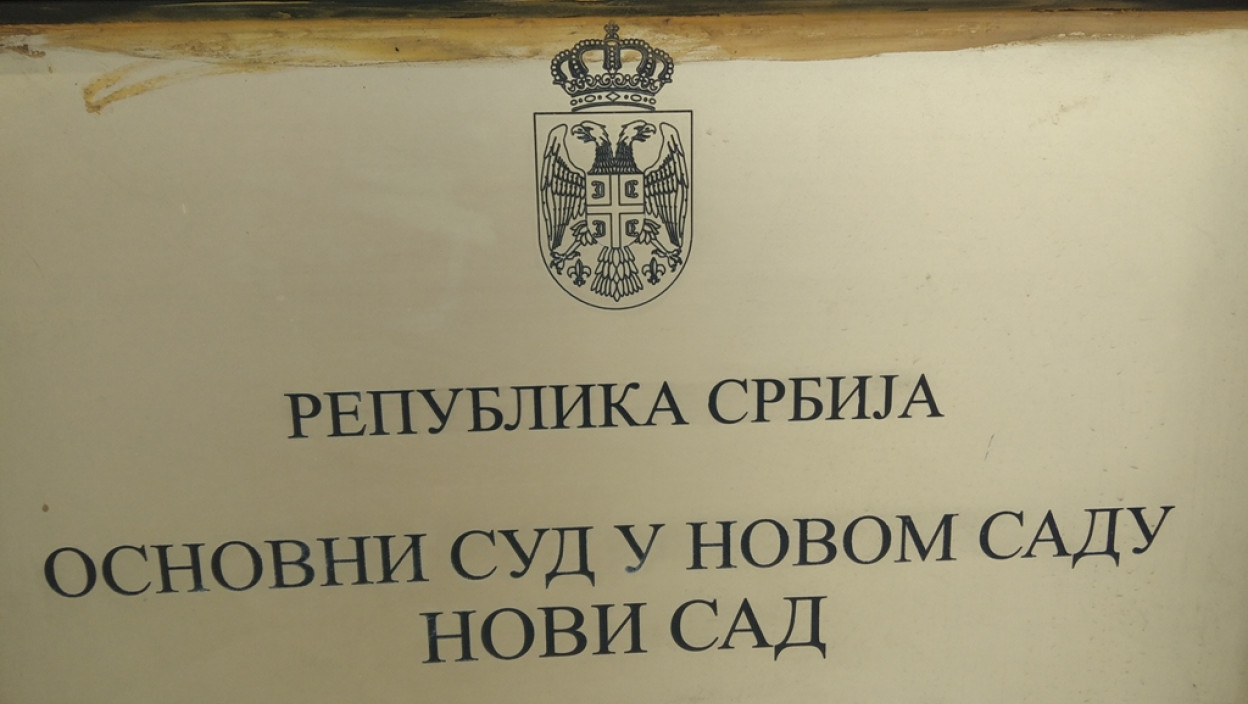 РЕПУБЛИКА СРБИЈА
ОСНОВНИ СУД У НОВОМ САДУ
НОВИ САД